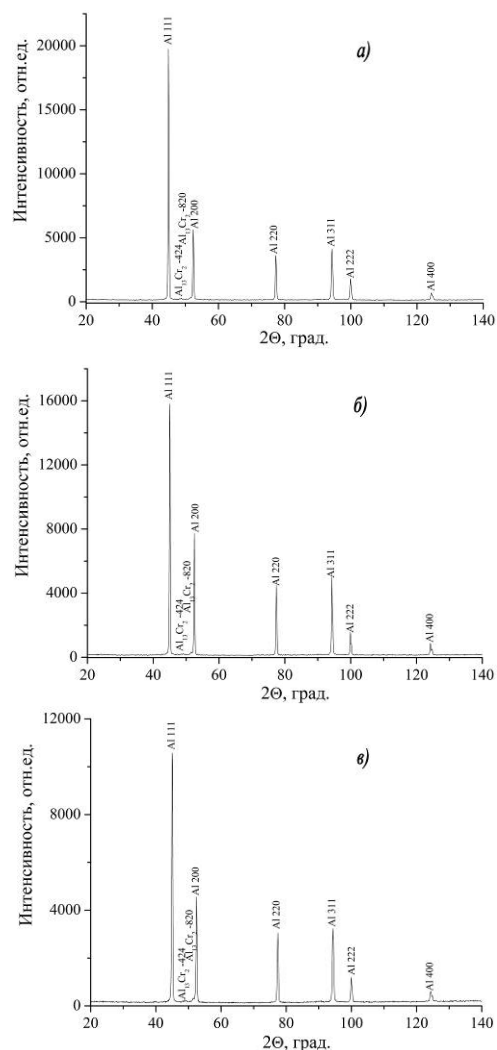 а)
Интенсивность, отн.ед.
20000
15000
10000
5000
0
Al 111
Al₁₃Cr₂ -424
Al₁₃Cr₂ -820
Al 200
Al 220
Al 311
Al 222
Al 400
20 40 60 80 100 120 140
2Θ, град.
б)
Интенсивность, отн.ед.
16000
12000
8000
4000
0
Al 111
Al₁₃Cr₂ -424
Al₁₃Cr₂ -820
Al 200
Al 220
Al 311
Al 222
Al 400
20 40 60 80 100 120 140
2Θ, град.
в)
Интенсивность, отн.ед.
12000
8000
4000
0
Al 111
Al₁₃Cr₂ -424
Al₁₃Cr₂ -820
Al 200
Al 220
Al 311
Al 222
Al 400
20 40 60 80 100 120 140
2Θ, град.